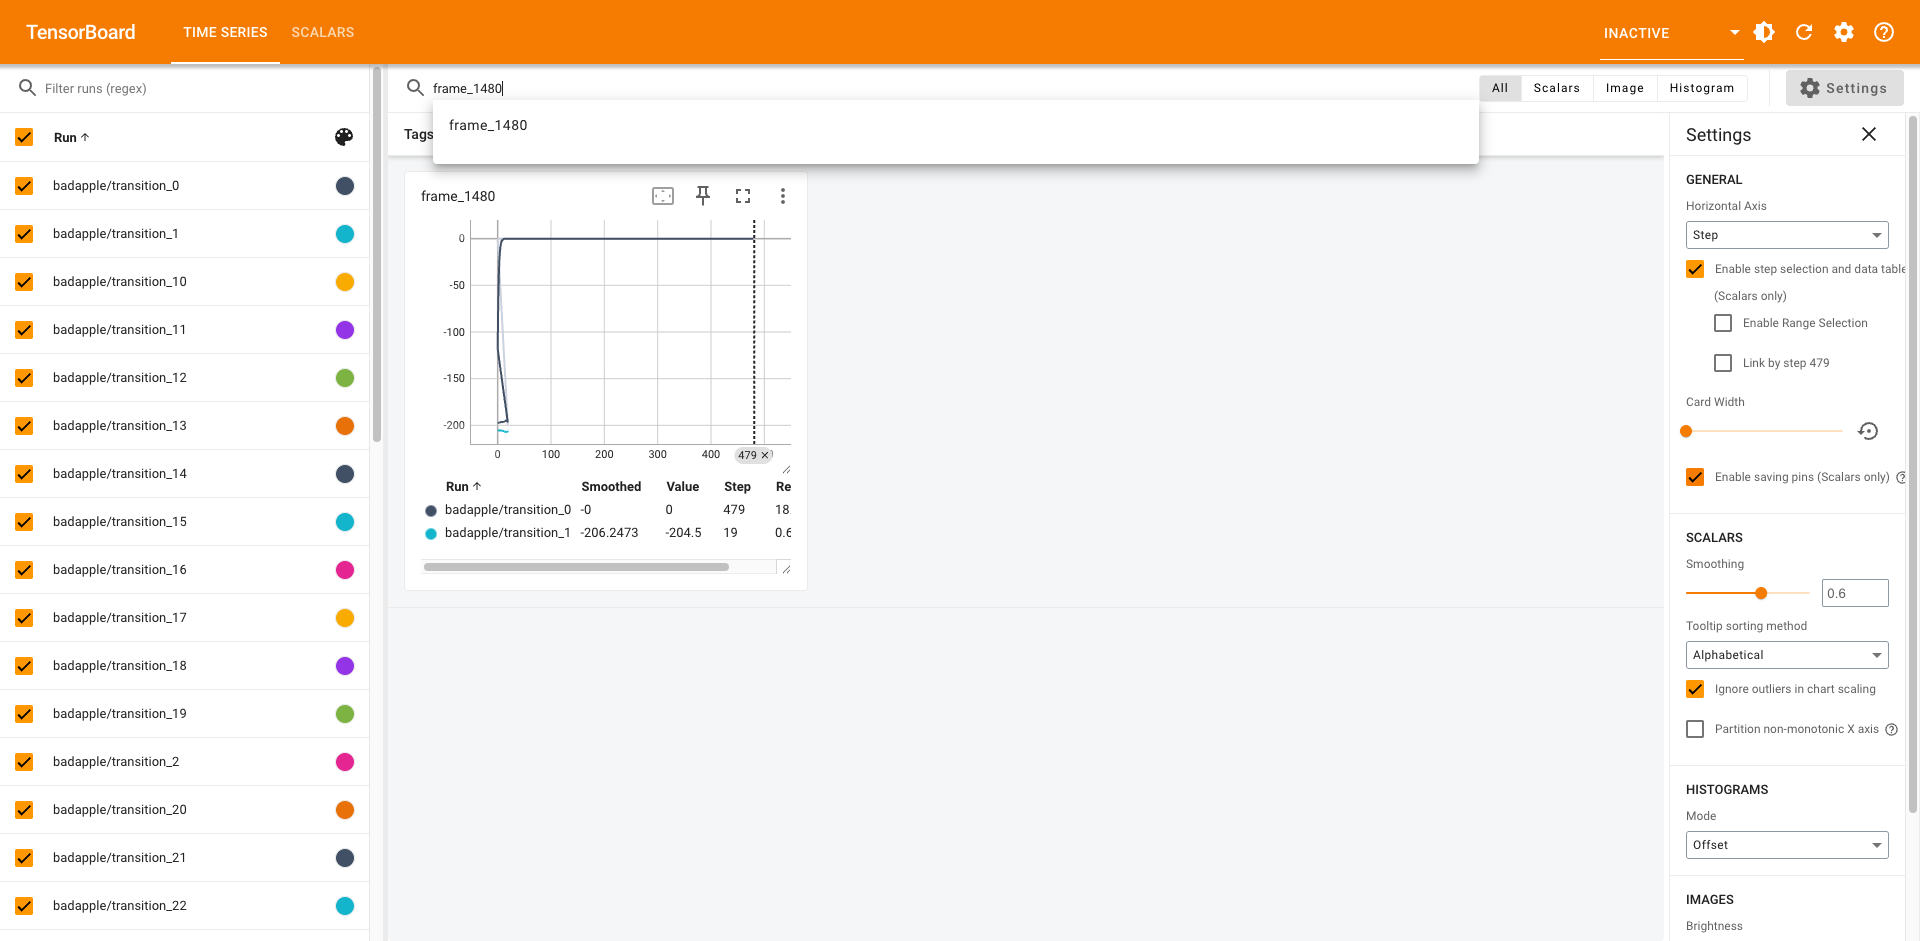 TensorBoard
TIME SERIES
SCALARS
INACTIVE
Filter runs (regex)
Run
badapple/transition_0
badapple/transition_1
badapple/transition_10
badapple/transition_11
badapple/transition_12
badapple/transition_13
badapple/transition_14
badapple/transition_15
badapple/transition_16
badapple/transition_17
badapple/transition_18
badapple/transition_19
badapple/transition_2
badapple/transition_20
badapple/transition_21
badapple/transition_22
frame_1480
All Scalars Image Histogram
Settings
frame_1480
Tags
frame_1480
0
-50
-100
-150
-200
0 100 200 300 400 479
Run Smoothed Value Step Re
badapple/transition_0 -0 0 479 18.
badapple/transition_1 -206.2473 -204.5 19 0.6
Settings
GENERAL
Horizontal Axis
Step
Enable step selection and data table
(Scalars only)
Enable Range Selection
Link by step 479
Card Width
Enable saving pins (Scalars only)
SCALARS
Smoothing
0.6
Tooltip sorting method
Alphabetical
Ignore outliers in chart scaling
Partition non-monotonic X axis
HISTOGRAMS
Mode
Offset
IMAGES
Brightness